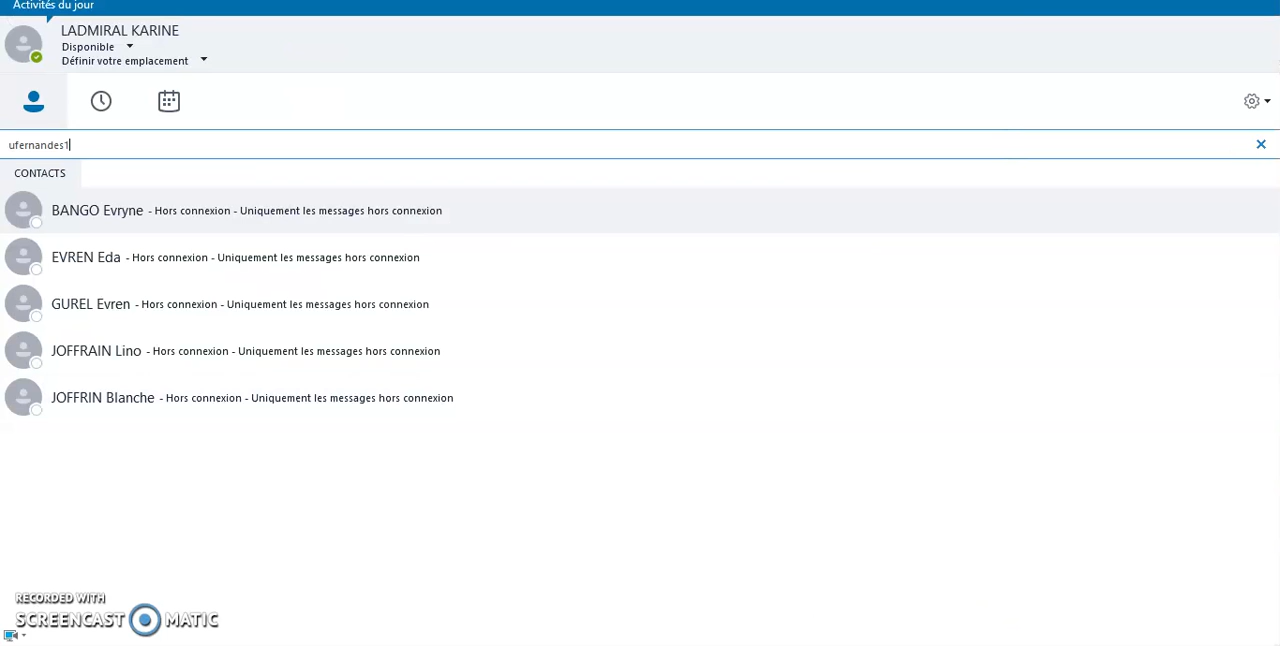 Activités du jour
LADMIRAL KARINE
Disponible
Définir votre emplacement
ufernandes1
CONTACTS
BANGO Evryne - Hors connexion - Uniquement les messages hors connexion
EVREN Eda - Hors connexion - Uniquement les messages hors connexion
GUREL Evren - Hors connexion - Uniquement les messages hors connexion
JOFFRAIN Lino - Hors connexion - Uniquement les messages hors connexion
JOFFRIN Blanche - Hors connexion - Uniquement les messages hors connexion
RECORDED WITH
SCREENCAST MATIC